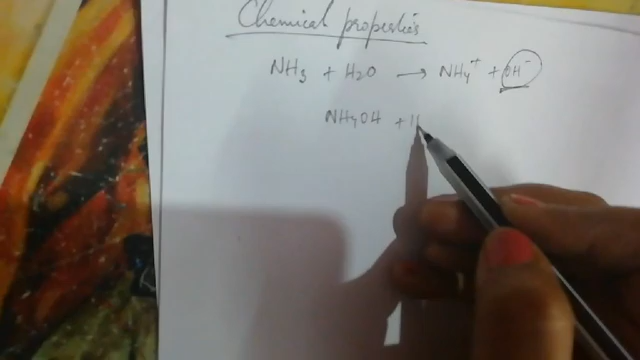 Chemical properties
NH3 + H2O → NH4+ + OH-
NH4OH +